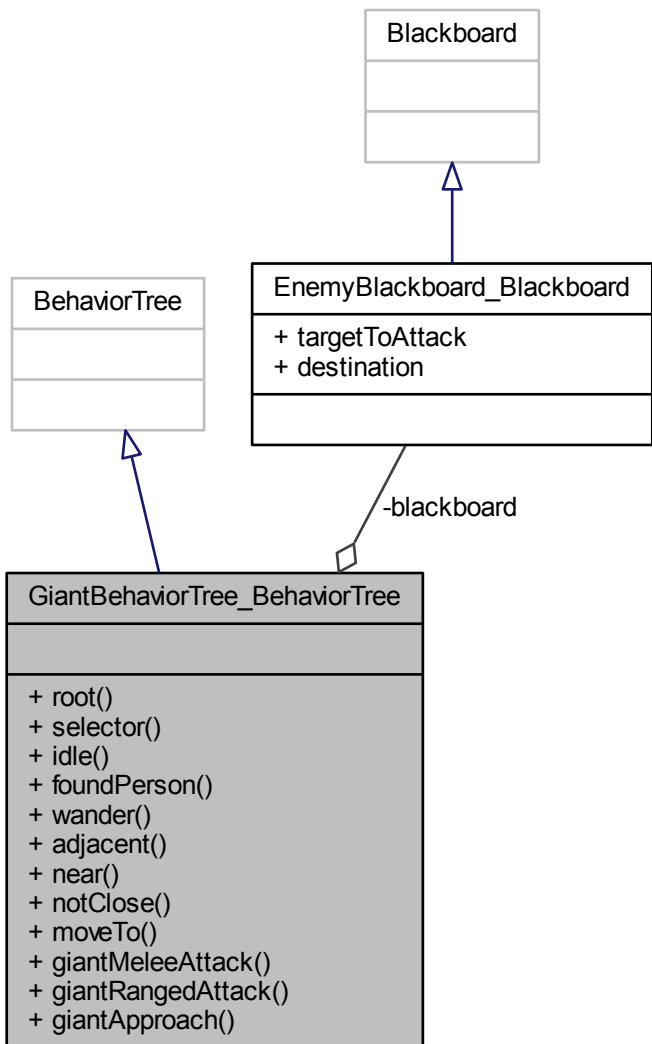 Blackboard
BehaviorTree
EnemyBlackboard_Blackboard
+ targetToAttack
+ destination
-blackboard
GiantBehaviorTree_BehaviorTree
+ root()
+ selector()
+ idle()
+ foundPerson()
+ wander()
+ adjacent()
+ near()
+ notClose()
+ moveTo()
+ giantMeleeAttack()
+ giantRangedAttack()
+ giantApproach()